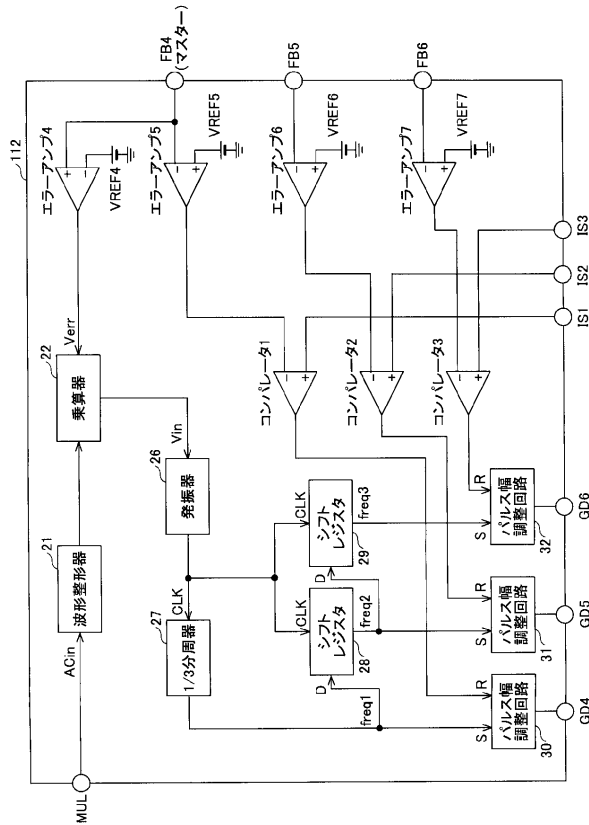 112
FB4
(マスター)
FB5
FB6
エラーアンプ4
VREF4
エラーアンプ5
VREF5
エラーアンプ6
VREF6
エラーアンプ7
VREF7
Verr
22
乗算器
21
波形整形器
ACin
MUL
Vin
26
発振器
27
1/3分周器
CLK
コンパレータ1
コンパレータ2
コンパレータ3
IS1
IS2
IS3
CLK
シフト
レジスタ
D
28
freq2
CLK
シフト
レジスタ
D
29
freq3
freq1
S
R
パルス幅
調整回路
30
GD4
S
R
パルス幅
調整回路
31
GD5
S
R
パルス幅
調整回路
32
GD6
+
−
−
+
−
+
−
+
−
+
−
+
−
+